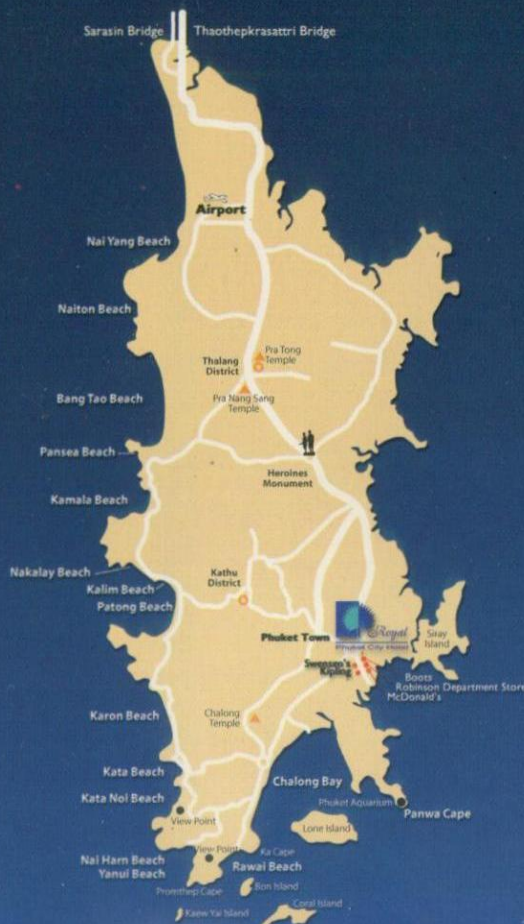 Sarasin Bridge
Thaothepkrasattri Bridge
Airport
Nai Yang Beach
Naiton Beach
Pra Tong
Temple
Thalang
District
Bang Tao Beach
Pra Nang Sang
Temple
Pansea Beach
Heroines
Monument
Kamala Beach
Nakalay Beach
Kathu
District
Kalim Beach
Patong Beach
Royal
Phuket City Hotel
Phuket Town
Siray
Island
Swensen's
Kipling
Boots
Robinson Department Store
McDonald's
Karon Beach
Chalong
Temple
Kata Beach
Chalong Bay
Kata Noi Beach
Phuket Aquarium
Panwa Cape
View Point
Lone Island
View Point
Ka Cape
Nai Harn Beach
Yanui Beach
Rawai Beach
Promthep Cape
Bon Island
Kaew Yai Island
Coral Island